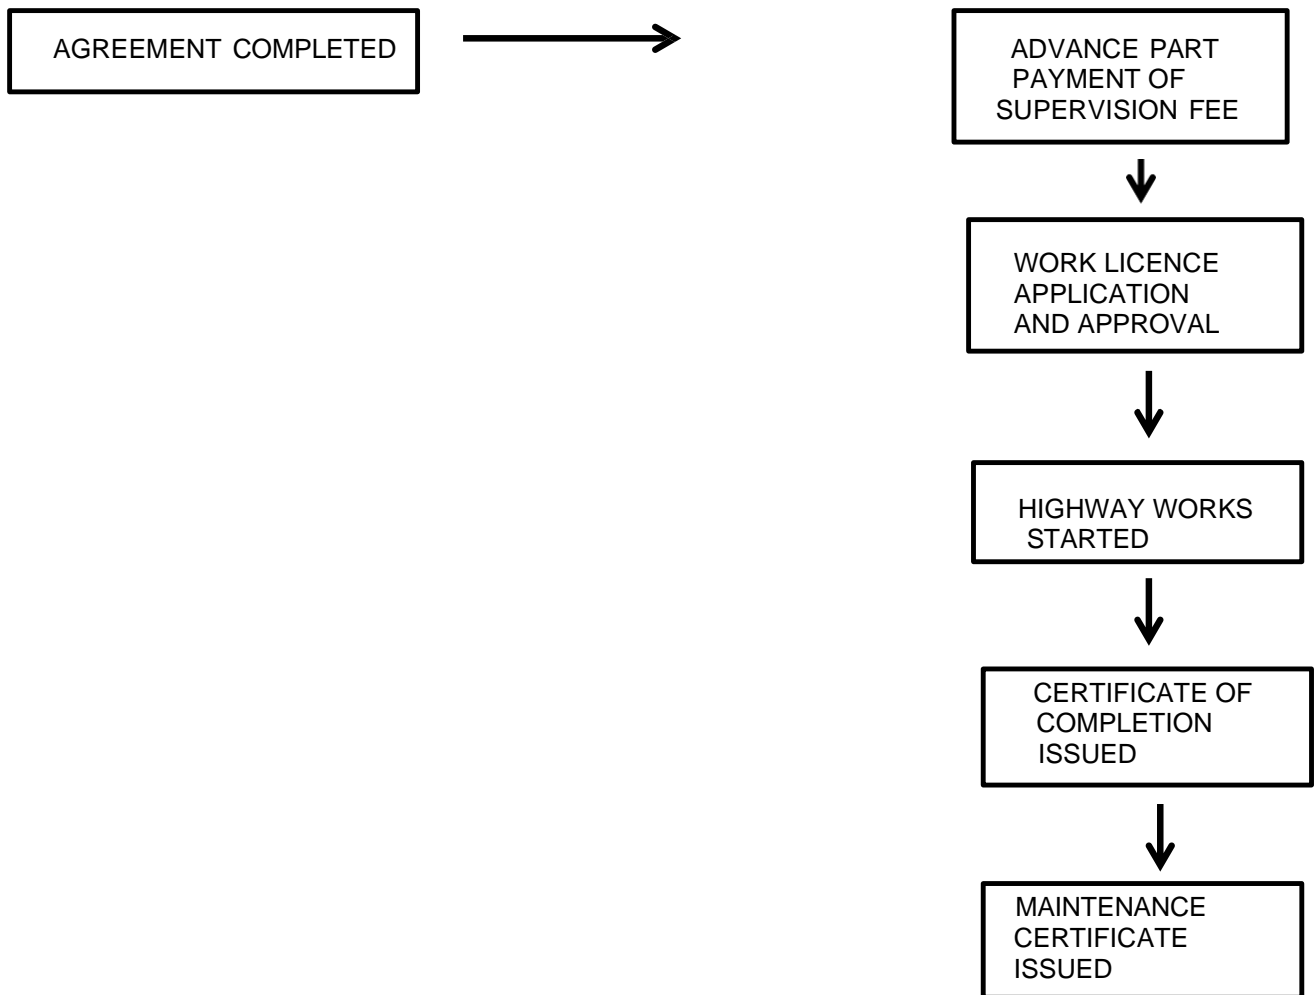 AGREEMENT COMPLETED
ADVANCE PART
PAYMENT OF
SUPERVISION FEE
WORK LICENCE
APPLICATION
AND APPROVAL
HIGHWAY WORKS
STARTED
CERTIFICATE OF
COMPLETION
ISSUED
MAINTENANCE
CERTIFICATE
ISSUED